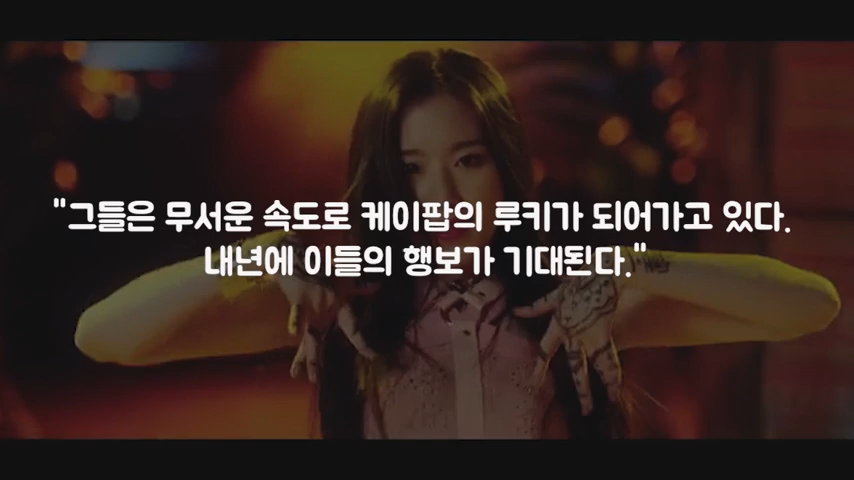 "그들은 무서운 속도로 케이팝의 루키가 되어가고 있다.
내년에 이들의 행보가 기대된다."